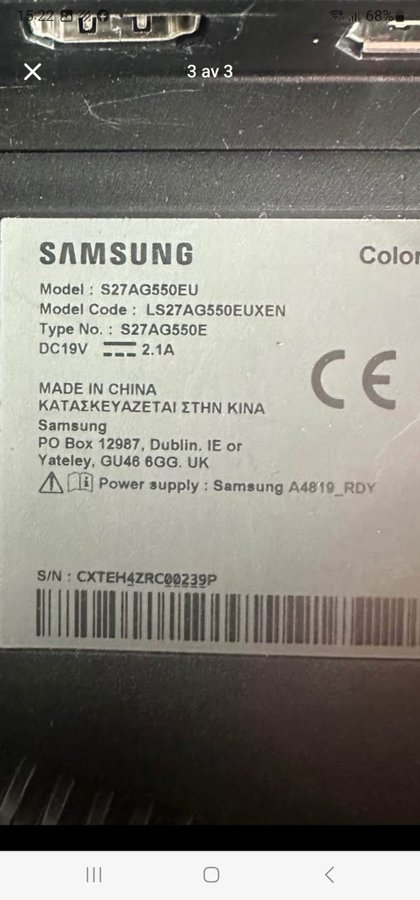 15:22
68%
3 av 3
SAMSUNG
Color
Model : S27AG550EU
Model Code : LS27AG550EUXEN
Type No. : S27AG550E
DC19V 2.1A
CE
MADE IN CHINA
ΚΑΤΑΣΚΕΥΑΖΕΤΑΙ ΣΤΗΝ ΚΙΝΑ
Samsung
PO Box 12987, Dublin. IE or
Yateley, GU46 6GG. UK
Power supply : Samsung A4819_RDY
S/N : CXTEH4ZRC00239P